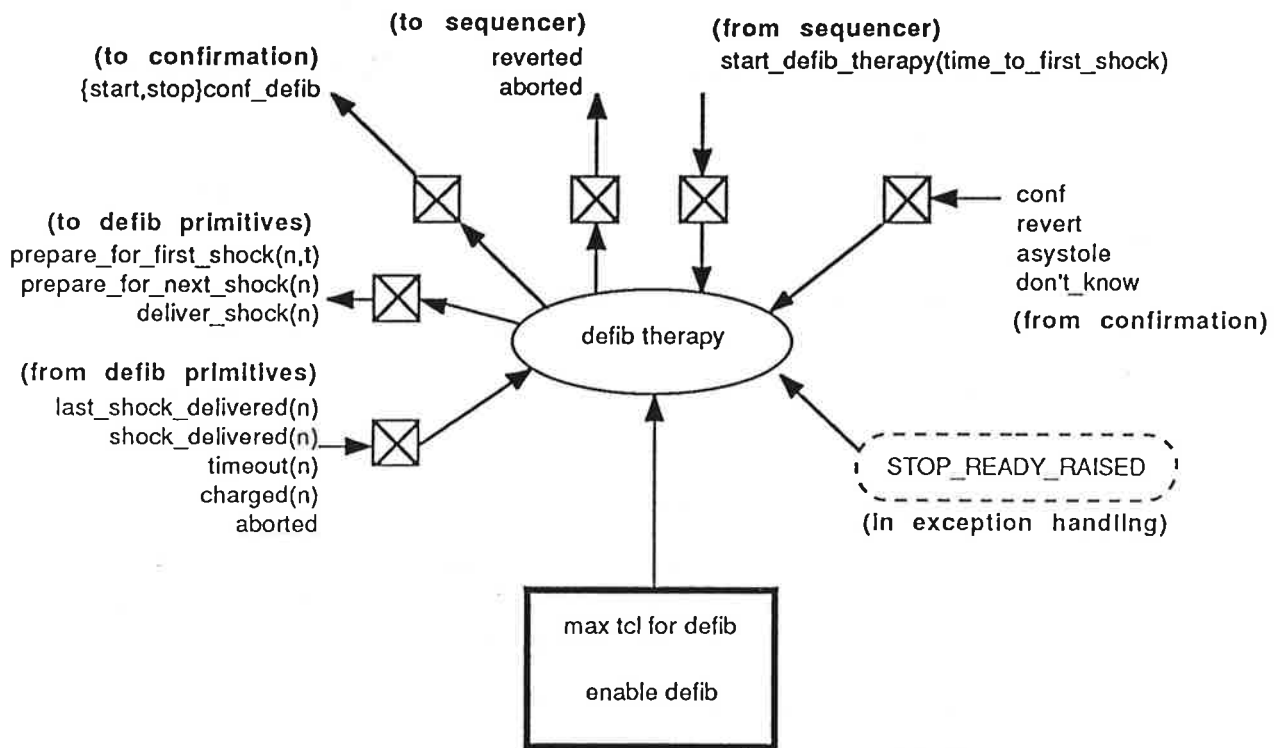 (to sequencer)
reverted
aborted
(from sequencer)
start_defib_therapy(time_to_first_shock)
(to confirmation)
{start,stop}conf_defib
(to defib primitives)
prepare_for_first_shock(n,t)
prepare_for_next_shock(n)
deliver_shock(n)
conf
revert
asystole
don't_know
(from confirmation)
defib therapy
(from defib primitives)
last_shock_delivered(n)
shock_delivered(n)
timeout(n)
charged(n)
aborted
STOP_READY_RAISED
(in exception handling)
max tcl for defib
enable defib